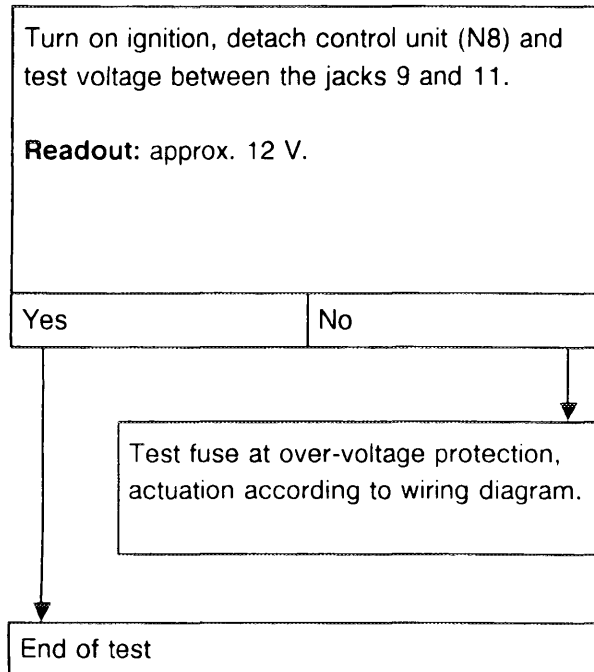 Turn on ignition, detach control unit (N8) and
test voltage between the jacks 9 and 11.
Readout: approx. 12 V.
Yes
No
Test fuse at over-voltage protection,
actuation according to wiring diagram.
End of test